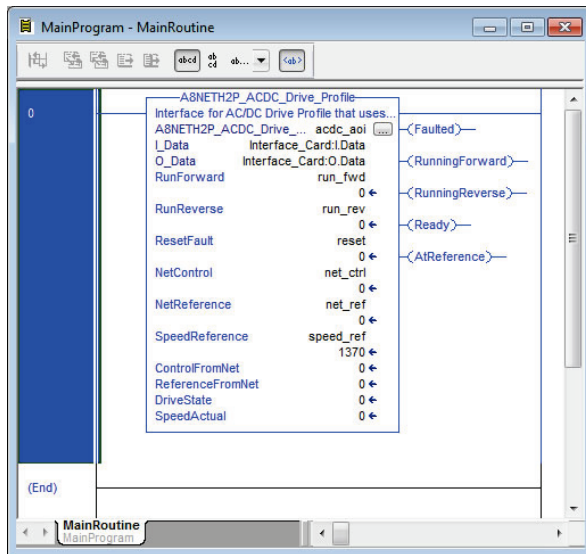 MainProgram - MainRoutine
abcd
ab
cd
ab...
<ab>
0
A8NETH2P_ACDC_Drive_Profile
Interface for AC/DC Drive Profile that uses...
A8NETH2P_ACDC_Drive_... acdc_aoi ...
(Faulted)
I_Data Interface_Card:I.Data
O_Data Interface_Card:O.Data
(RunningForward)
RunForward run_fwd
0
(RunningReverse)
RunReverse run_rev
0
(Ready)
ResetFault reset
0
(AtReference)
NetControl net_ctrl
0
NetReference net_ref
0
SpeedReference speed_ref
1370
ControlFromNet 0
ReferenceFromNet 0
DriveState 0
SpeedActual 0
(End)
MainRoutine
MainProgram